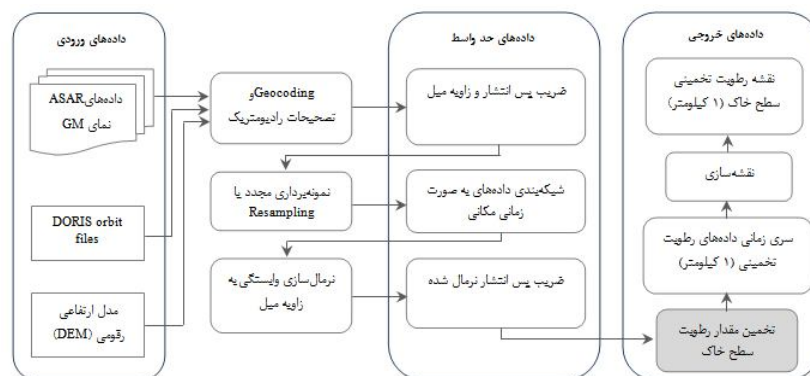 داده‌های ورودی
داده‌های ASAR
نمای GM
DORIS orbit
files
مدل ارتفاعی
رقومی (DEM)
Geocodingو
تصحیحات رادیومتریک
نمونه‌برداری مجدد یا
Resampling
نرمال‌سازی وابستگی به
زاویه میل
داده‌های حد واسط
ضریب پس انتشار و زاویه میل
شبکه‌بندی داده‌های به صورت
زمانی مکانی
ضریب پس انتشار نرمال شده
داده‌های خروجی
نقشه رطوبت تخمینی
سطح خاک (۱ کیلومتر)
نقشه‌سازی
سری زمانی داده‌های رطوبت
تخمینی (۱ کیلومتر)
تخمین مقدار رطوبت
سطح خاک